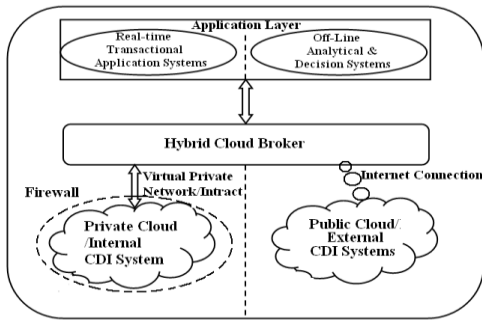 Application Layer
Real-time
Transactional
Application Systems
Off-Line
Analytical &
Decision Systems
Hybrid Cloud Broker
Virtual Private
Network/Intract
Internet Connection
Firewall
Private Cloud
/Internal
CDI System
Public Cloud/
External
CDI Systems